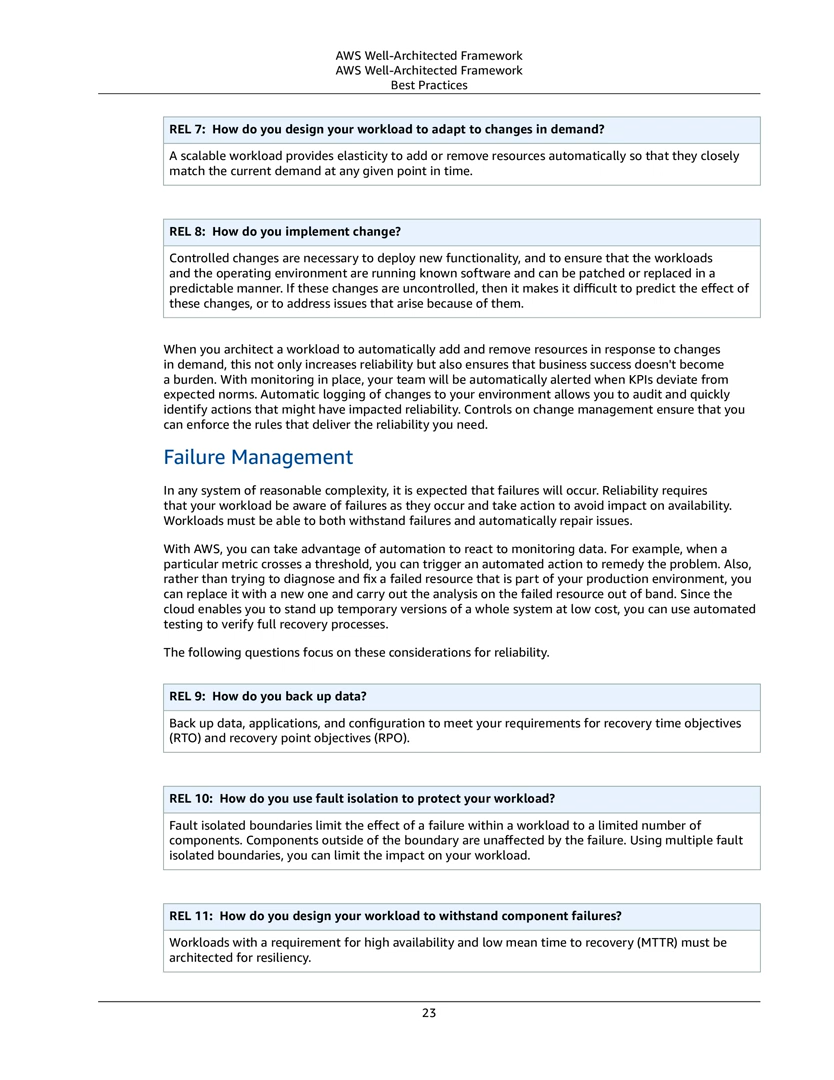 AWS Well-Architected Framework
AWS Well-Architected Framework
Best Practices
REL 7:  How do you design your workload to adapt to changes in demand?
A scalable workload provides elasticity to add or remove resources automatically so that they closely
match the current demand at any given point in time.
REL 8:  How do you implement change?
Controlled changes are necessary to deploy new functionality, and to ensure that the workloads
and the operating environment are running known software and can be patched or replaced in a
predictable manner. If these changes are uncontrolled, then it makes it difficult to predict the effect of
these changes, or to address issues that arise because of them.
When you architect a workload to automatically add and remove resources in response to changes
in demand, this not only increases reliability but also ensures that business success doesn't become
a burden. With monitoring in place, your team will be automatically alerted when KPIs deviate from
expected norms. Automatic logging of changes to your environment allows you to audit and quickly
identify actions that might have impacted reliability. Controls on change management ensure that you
can enforce the rules that deliver the reliability you need.
Failure Management
In any system of reasonable complexity, it is expected that failures will occur. Reliability requires
that your workload be aware of failures as they occur and take action to avoid impact on availability.
Workloads must be able to both withstand failures and automatically repair issues.
With AWS, you can take advantage of automation to react to monitoring data. For example, when a
particular metric crosses a threshold, you can trigger an automated action to remedy the problem. Also,
rather than trying to diagnose and fix a failed resource that is part of your production environment, you
can replace it with a new one and carry out the analysis on the failed resource out of band. Since the
cloud enables you to stand up temporary versions of a whole system at low cost, you can use automated
testing to verify full recovery processes.
The following questions focus on these considerations for reliability.
REL 9:  How do you back up data?
Back up data, applications, and configuration to meet your requirements for recovery time objectives
(RTO) and recovery point objectives (RPO).
REL 10:  How do you use fault isolation to protect your workload?
Fault isolated boundaries limit the effect of a failure within a workload to a limited number of
components. Components outside of the boundary are unaffected by the failure. Using multiple fault
isolated boundaries, you can limit the impact on your workload.
REL 11:  How do you design your workload to withstand component failures?
Workloads with a requirement for high availability and low mean time to recovery (MTTR) must be
architected for resiliency.
23